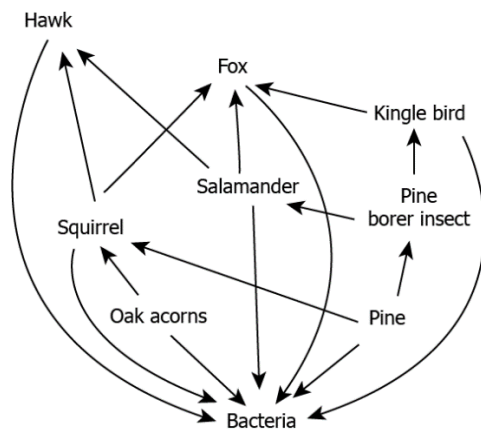 Hawk
Fox
Kingle bird
Salamander
Pine
borer insect
Squirrel
Oak acorns
Pine
Bacteria